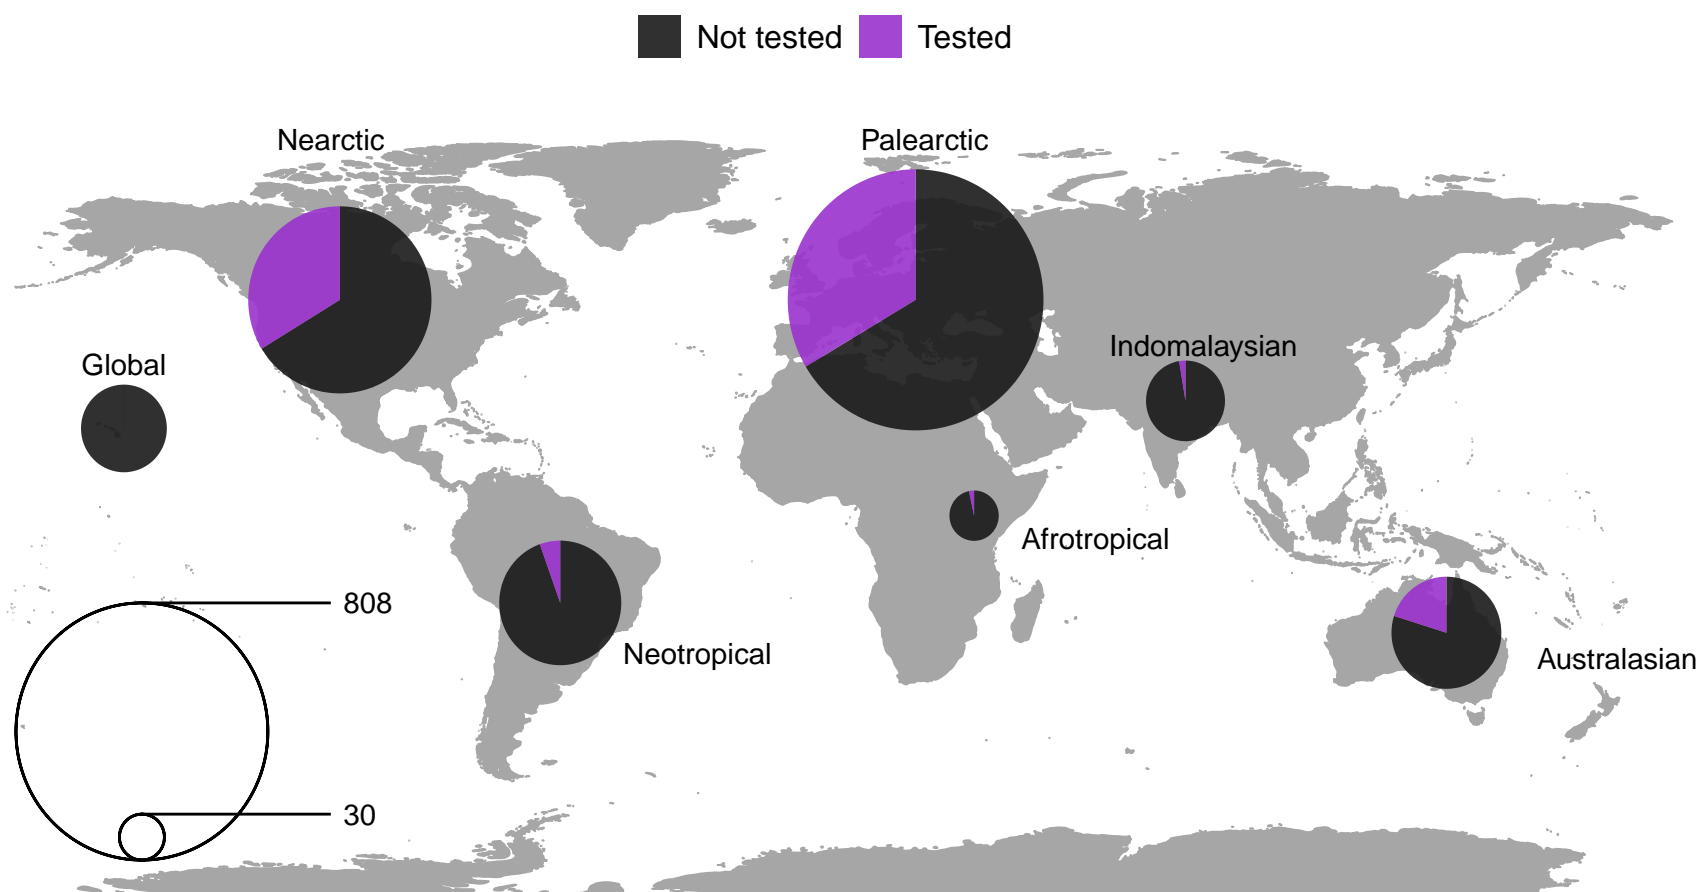 Not tested
Tested
Nearctic
Palearctic
Indomalaysian
Global
Afrotropical
808
Neotropical
Australasian
30